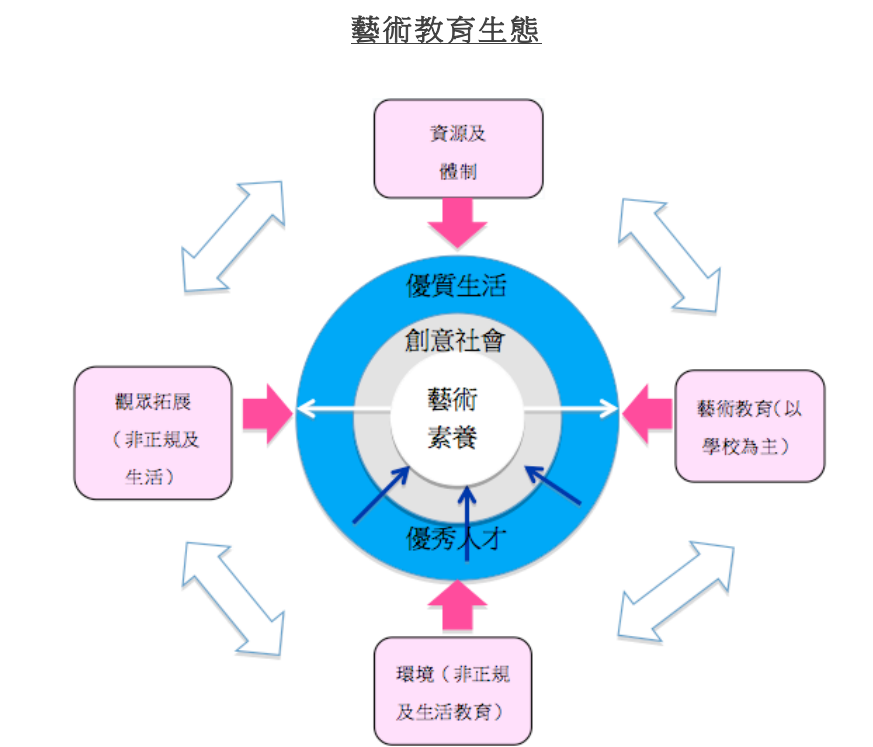 藝術教育生態
資源及
體制
優質生活
創意社會
藝術
素養
觀眾拓展
（非正規及
生活）
藝術教育（以
學校為主）
優秀人才
環境（非正規
及生活教育）